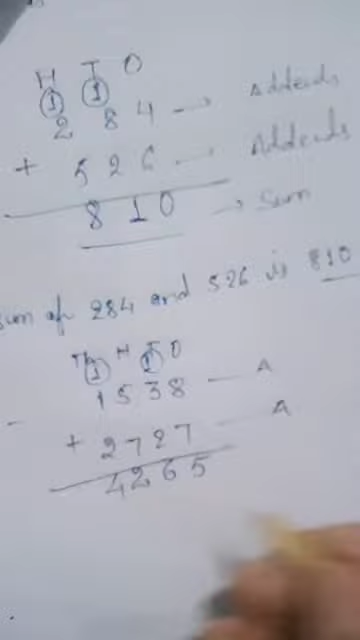 H T O
1 1
2 8 4 → Addends
+ 5 2 6 → Addends
8 1 0 → Sum
sum of 284 and 526 is 810
Th H T O
1 1
1 5 3 8 — A
+ 2 7 2 7 — A
4 2 6 5